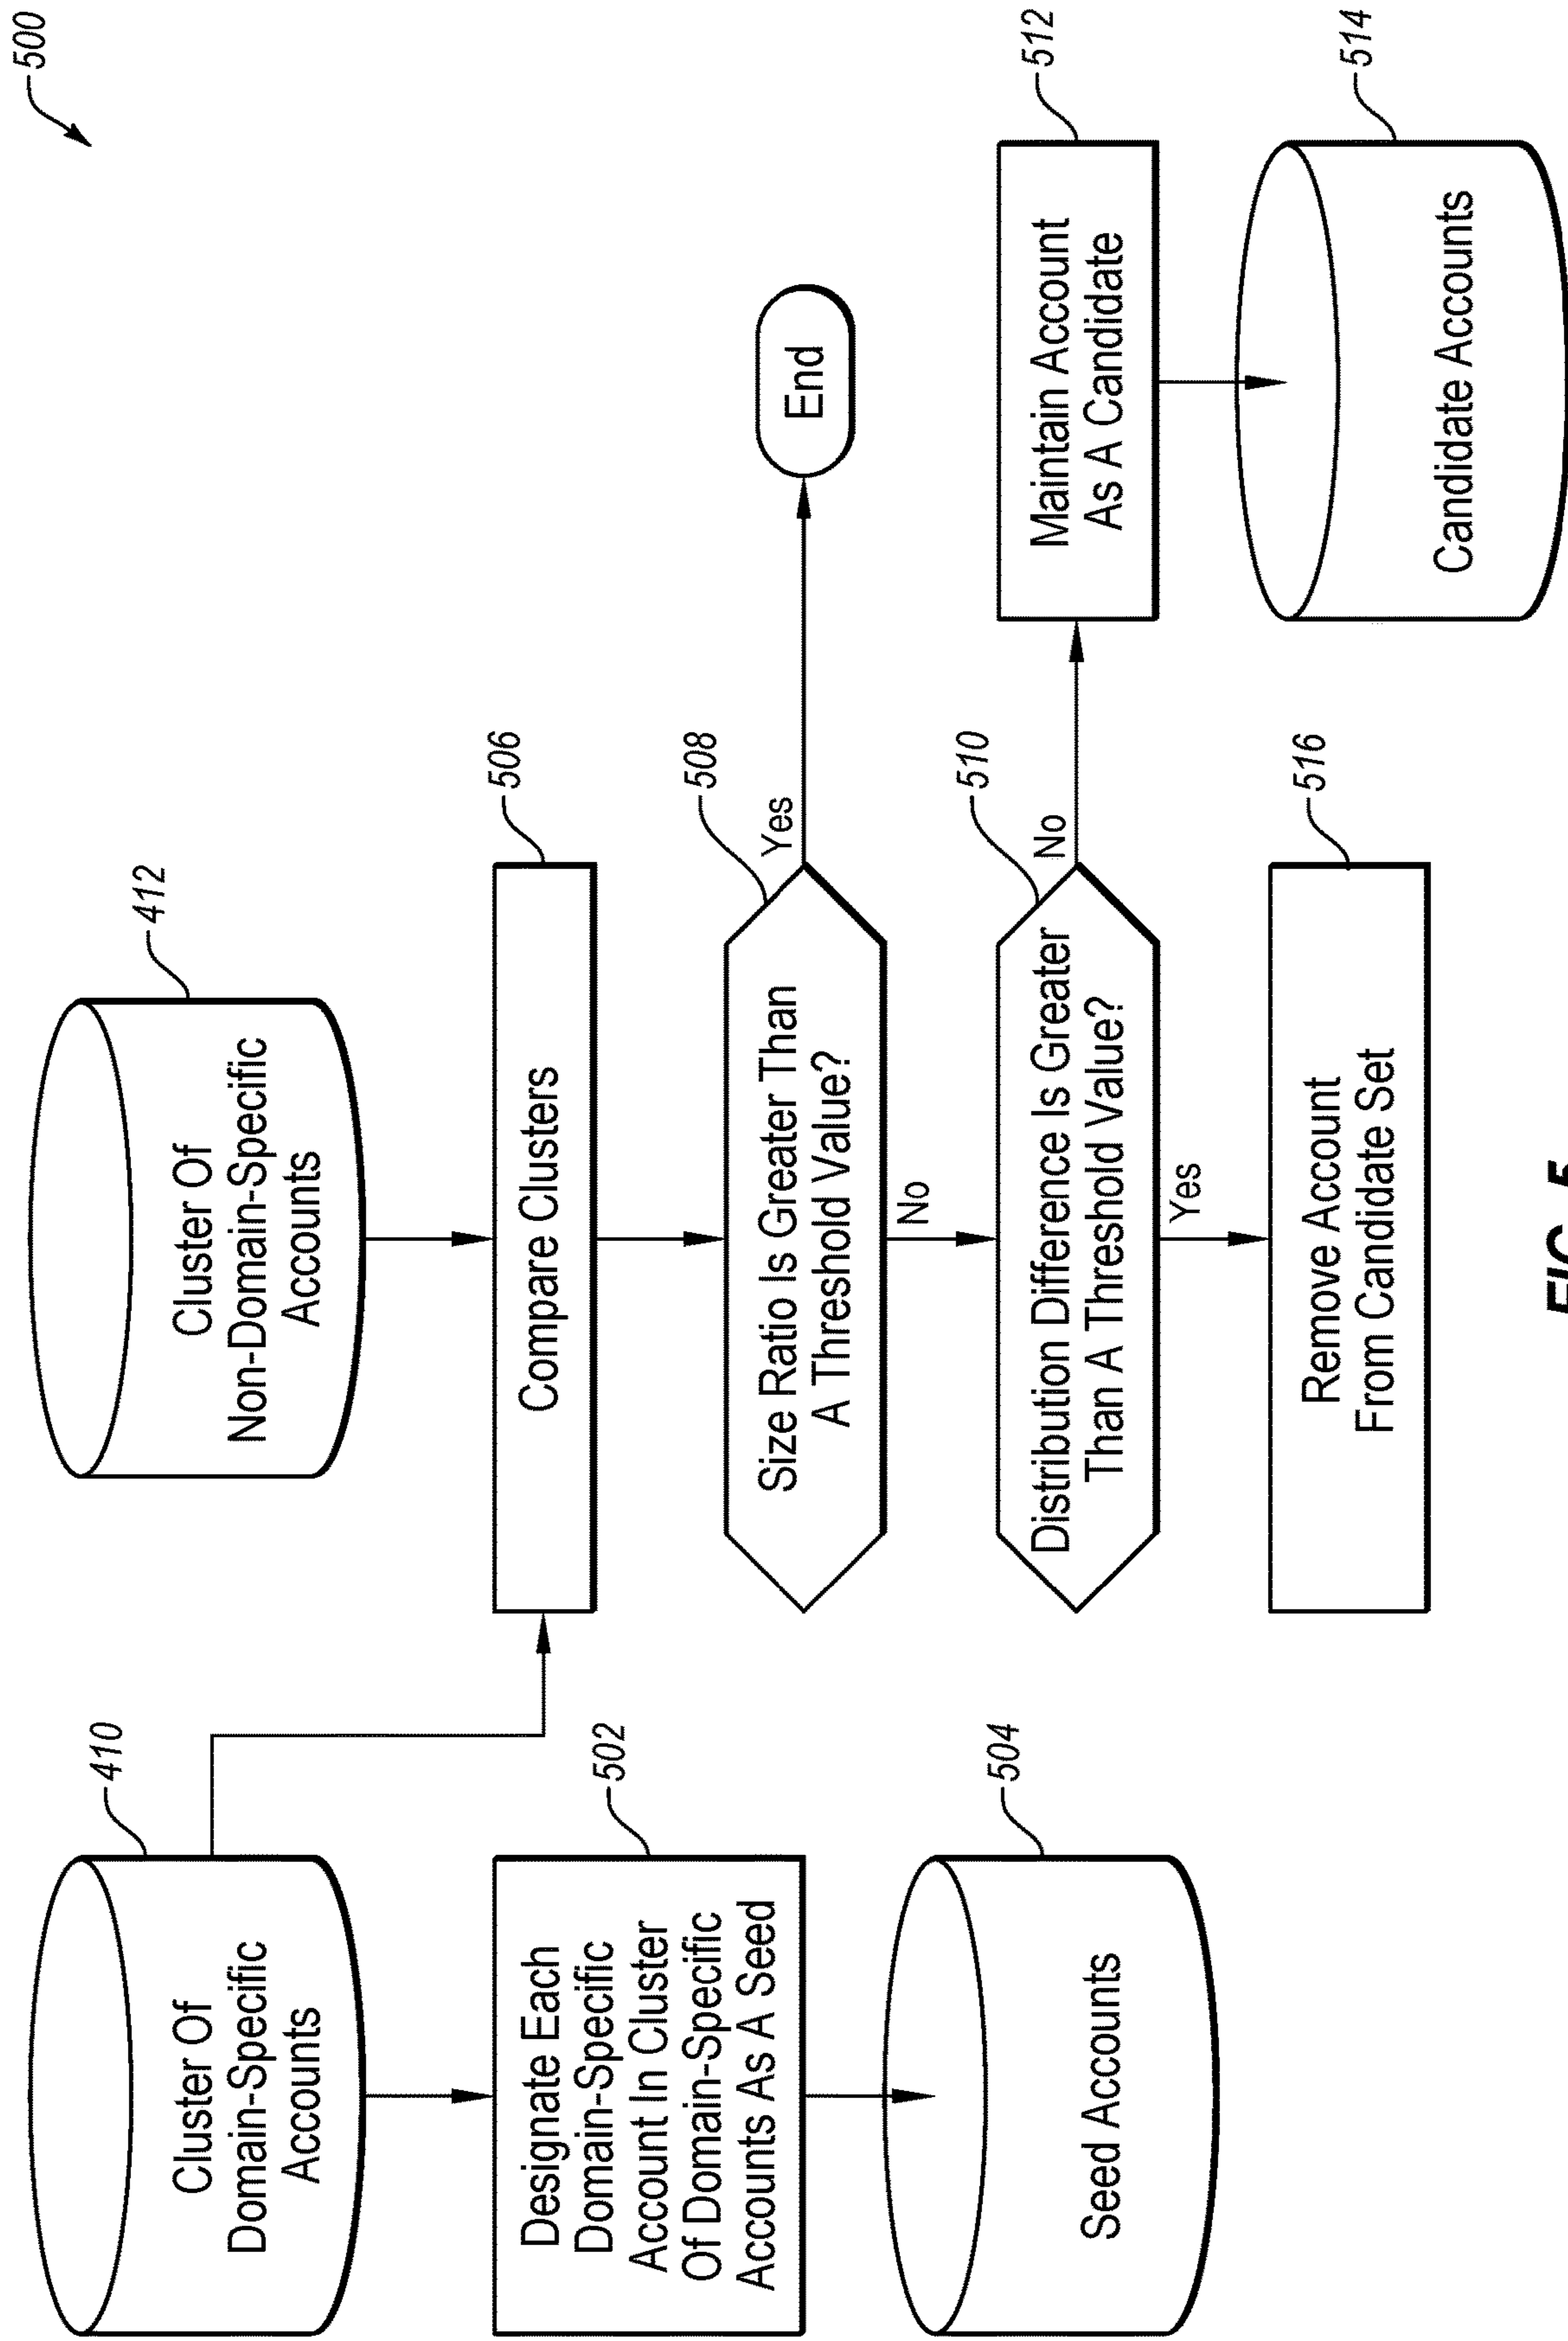 500
410
Cluster Of
Domain-Specific
Accounts
412
Cluster Of
Non-Domain-Specific
Accounts
502
Designate Each
Domain-Specific
Account In Cluster
Of Domain-Specific
Accounts As A Seed
506
Compare Clusters
508
Size Ratio Is Greater Than
A Threshold Value?
Yes
End
No
504
Seed Accounts
510
Distribution Difference Is Greater
Than A Threshold Value?
No
512
Maintain Account
As A Candidate
Yes
516
Remove Account
From Candidate Set
514
Candidate Accounts
FIG. 5